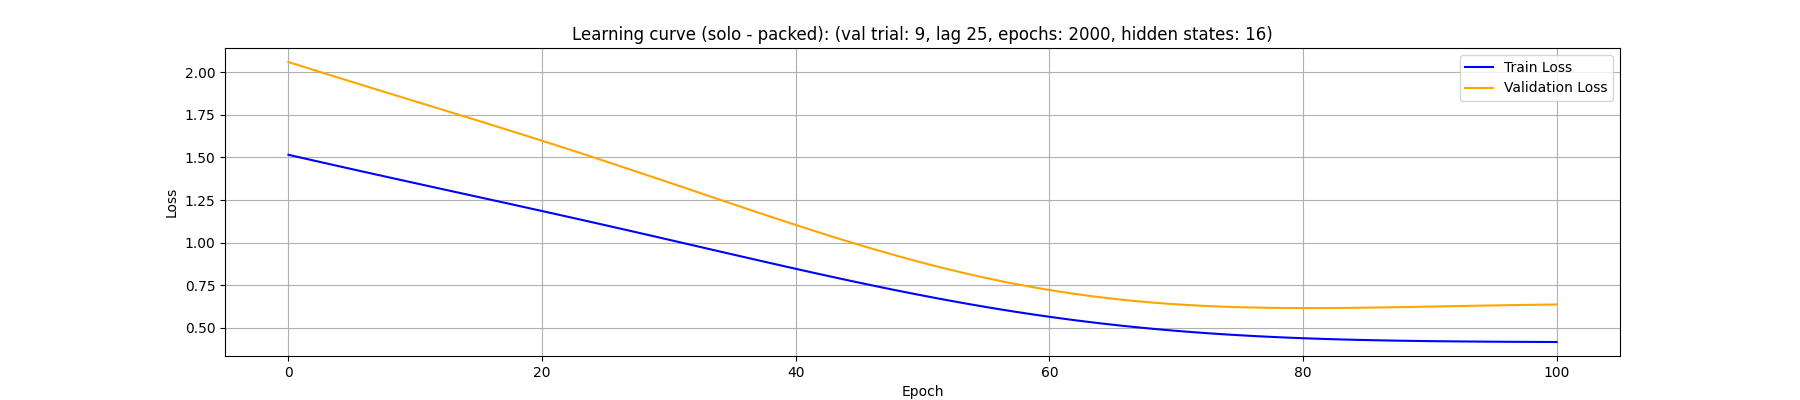 Learning curve (solo - packed): (val trial: 9, lag 25, epochs: 2000, hidden states: 16)
Train Loss
Validation Loss
2.00
1.75
1.50
1.25
1.00
0.75
0.50
Loss
0 20 40 60 80 100
Epoch